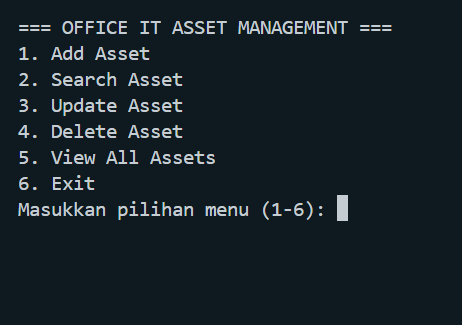 === OFFICE IT ASSET MANAGEMENT ===
1. Add Asset
2. Search Asset
3. Update Asset
4. Delete Asset
5. View All Assets
6. Exit
Masukkan pilihan menu (1-6):